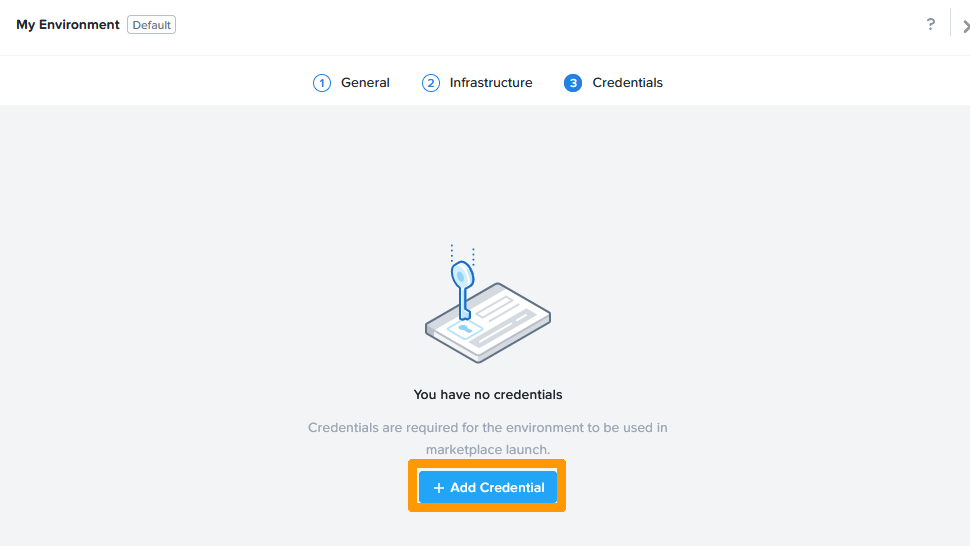 My Environment Default ?
1 General 2 Infrastructure 3 Credentials
You have no credentials
Credentials are required for the environment to be used in
marketplace launch.
+ Add Credential